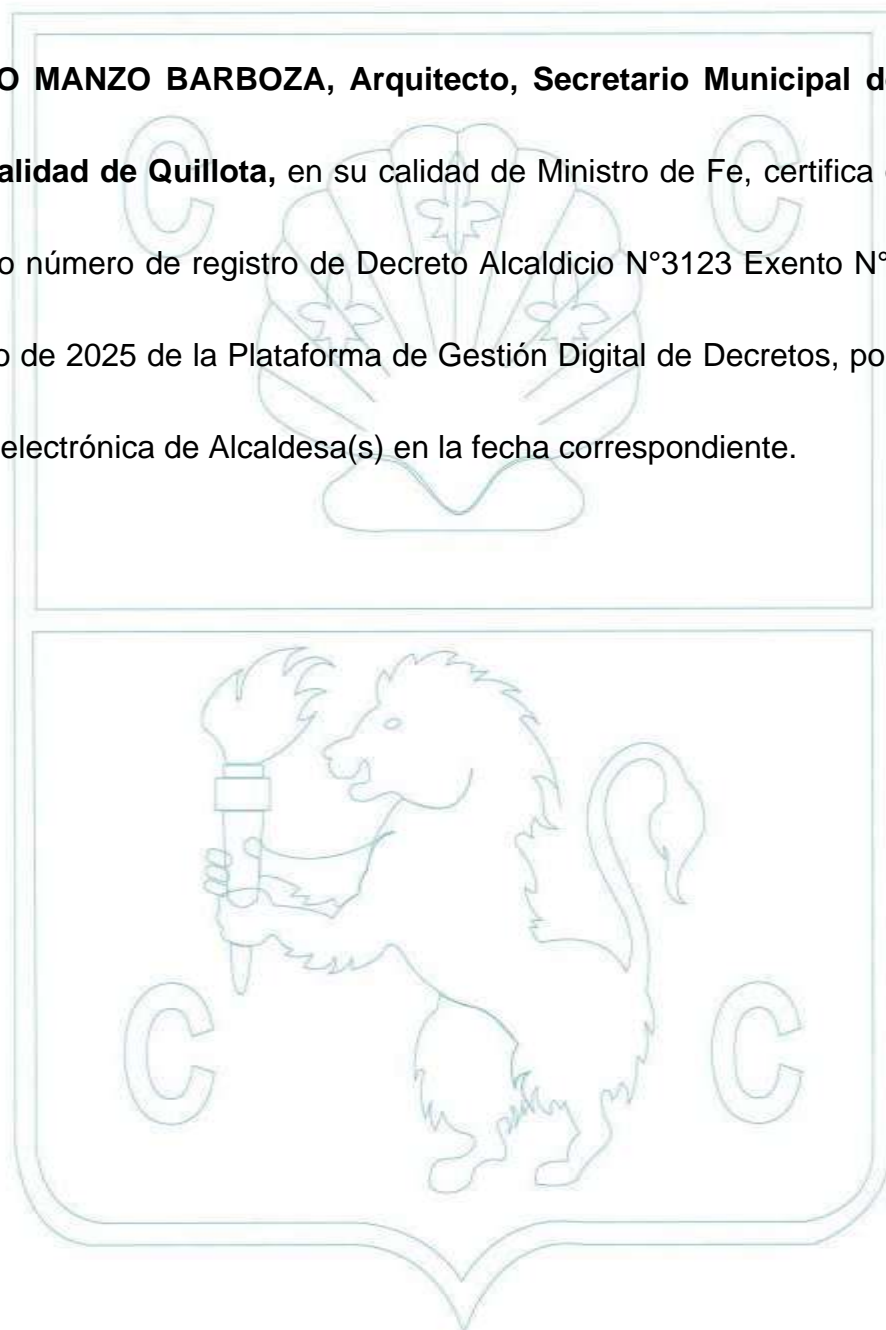 O MANZO BARBOZA, Arquitecto, Secretario Municipal
alidad de Quillota, en su calidad de Ministro de Fe, certifica
o número de registro de Decreto Alcaldicio N°3123 Exento N°
o de 2025 de la Plataforma de Gestión Digital de Decretos,
electrónica de Alcaldesa(s) en la fecha correspondiente.
C C
C C